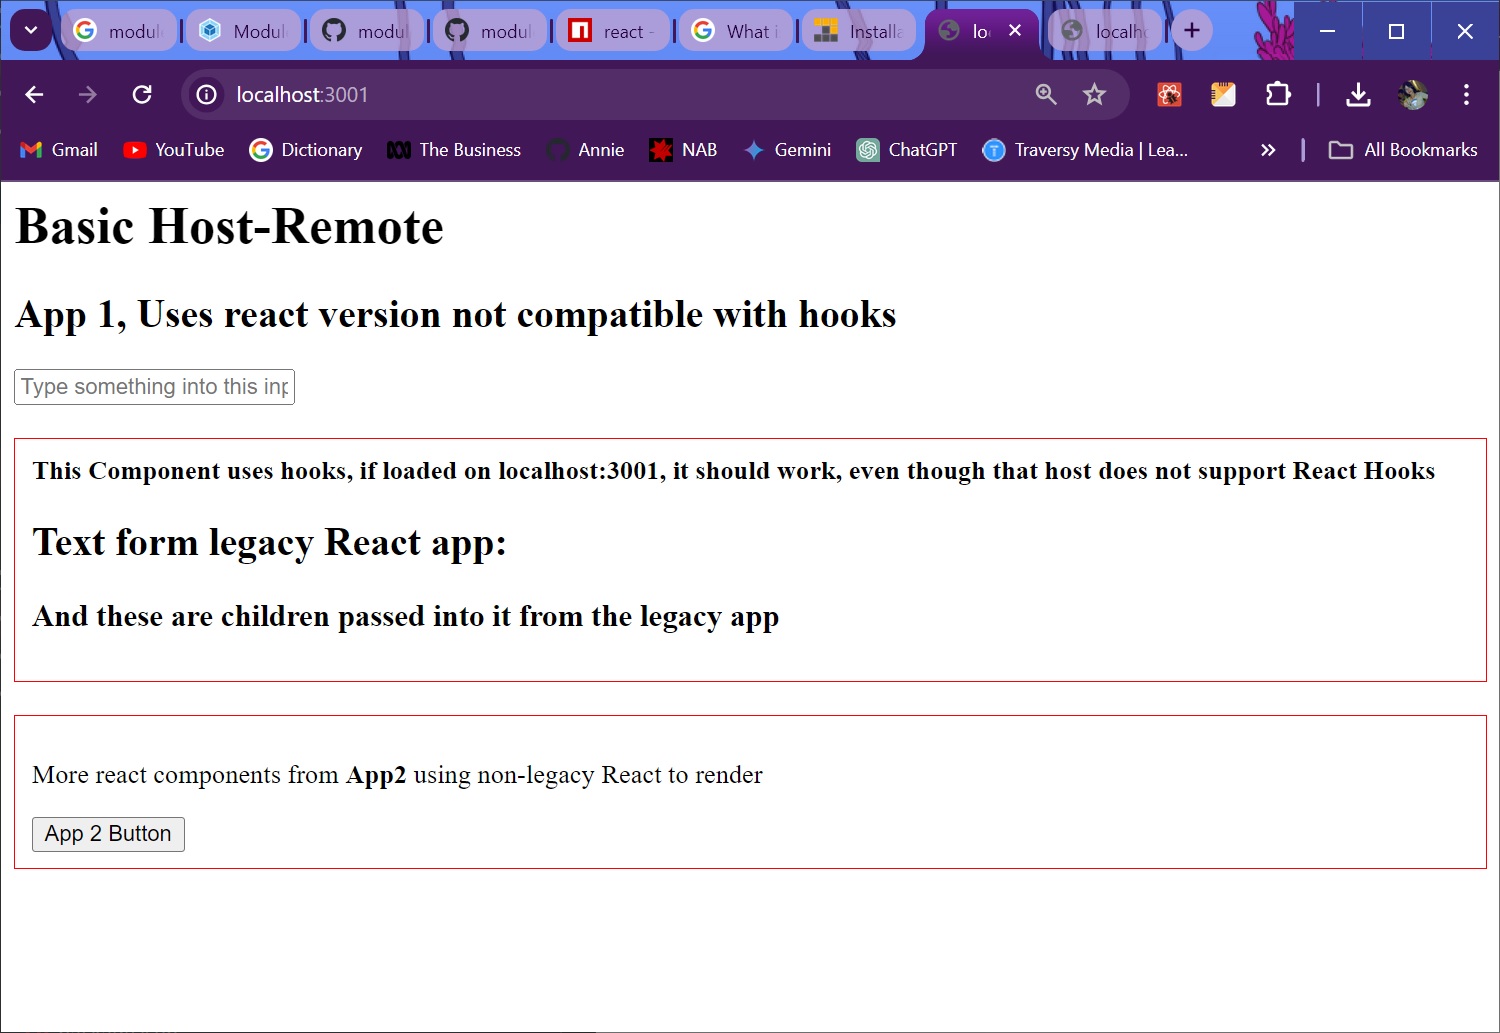 modul
Modul
modul
modul
react -
What i
Installa
lo
localh
localhost:3001
Gmail
YouTube
Dictionary
The Business
Annie
NAB
Gemini
ChatGPT
Traversy Media | Lea...
All Bookmarks
Basic Host-Remote
App 1, Uses react version not compatible with hooks
Type something into this inp
This Component uses hooks, if loaded on localhost:3001, it should work, even though that host does not support React Hooks
Text form legacy React app:
And these are children passed into it from the legacy app
More react components from App2 using non-legacy React to render
App 2 Button